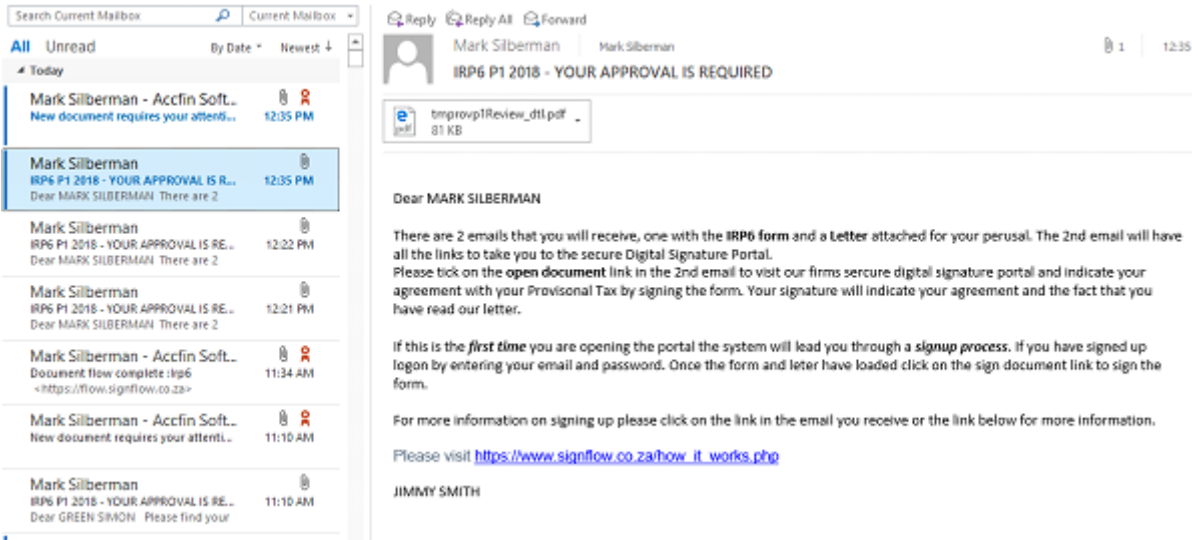 Search Current Mailbox
Current Mailbox
All Unread
By Date Newest ↓
Today
Mark Silberman - Accfin Soft...
New document requires your attenti...
12:35 PM
Mark Silberman
IRP6 P1 2018 - YOUR APPROVAL IS R...
12:35 PM
Dear MARK SILBERMAN There are 2
Mark Silberman
IRP6 P1 2018 - YOUR APPROVAL IS RE...
12:22 PM
Dear MARK SILBERMAN There are 2
Mark Silberman
IRP6 P1 2018 - YOUR APPROVAL IS RE...
12:21 PM
Dear MARK SILBERMAN There are 2
Mark Silberman - Accfin Soft...
Document flow complete :Irp6
11:34 AM
<https://flow.signflow.co.za>
Mark Silberman - Accfin Soft...
New document requires your attenti...
11:10 AM
Mark Silberman
IRP6 P1 2018 - YOUR APPROVAL IS RE...
11:10 AM
Dear GREEN SIMON Please find your
Reply Reply All Forward
Mark Silberman Mark Silberman
1 12:35
IRP6 P1 2018 - YOUR APPROVAL IS REQUIRED
tmprovp1Review_dtl.pdf
81 KB
pdf
Dear MARK SILBERMAN
There are 2 emails that you will receive, one with the IRP6 form and a Letter attached for your perusal. The 2nd email will have
all the links to take you to the secure Digital Signature Portal.
Please tick on the open document link in the 2nd email to visit our firms sercure digital signature portal and indicate your
agreement with your Provisonal Tax by signing the form. Your signature will indicate your agreement and the fact that you
have read our letter.
If this is the first time you are opening the portal the system will lead you through a signup process. If you have signed up
logon by entering your email and password. Once the form and leter have loaded click on the sign document link to sign the
form.
For more information on signing up please click on the link in the email you receive or the link below for more information.
Please visit https://www.signflow.co.za/how_it_works.php
JIMMY SMITH